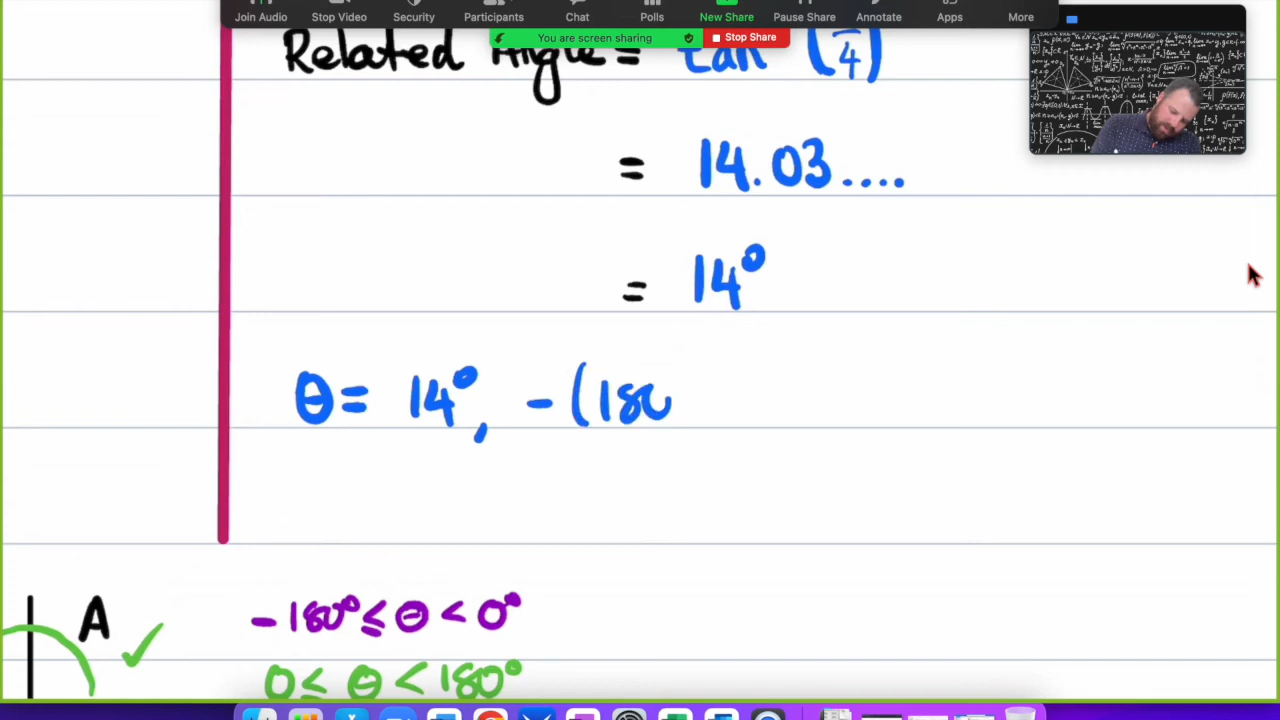 Join Audio Stop Video Security Participants Chat Polls New Share Pause Share Annotate Apps More
You are screen sharing Stop Share
Related Angle = tan (1/4)
= 14.03....
= 14°
θ = 14°, -(180
A ✓
-180° ≤ θ < 0°
0 ≤ θ < 180°